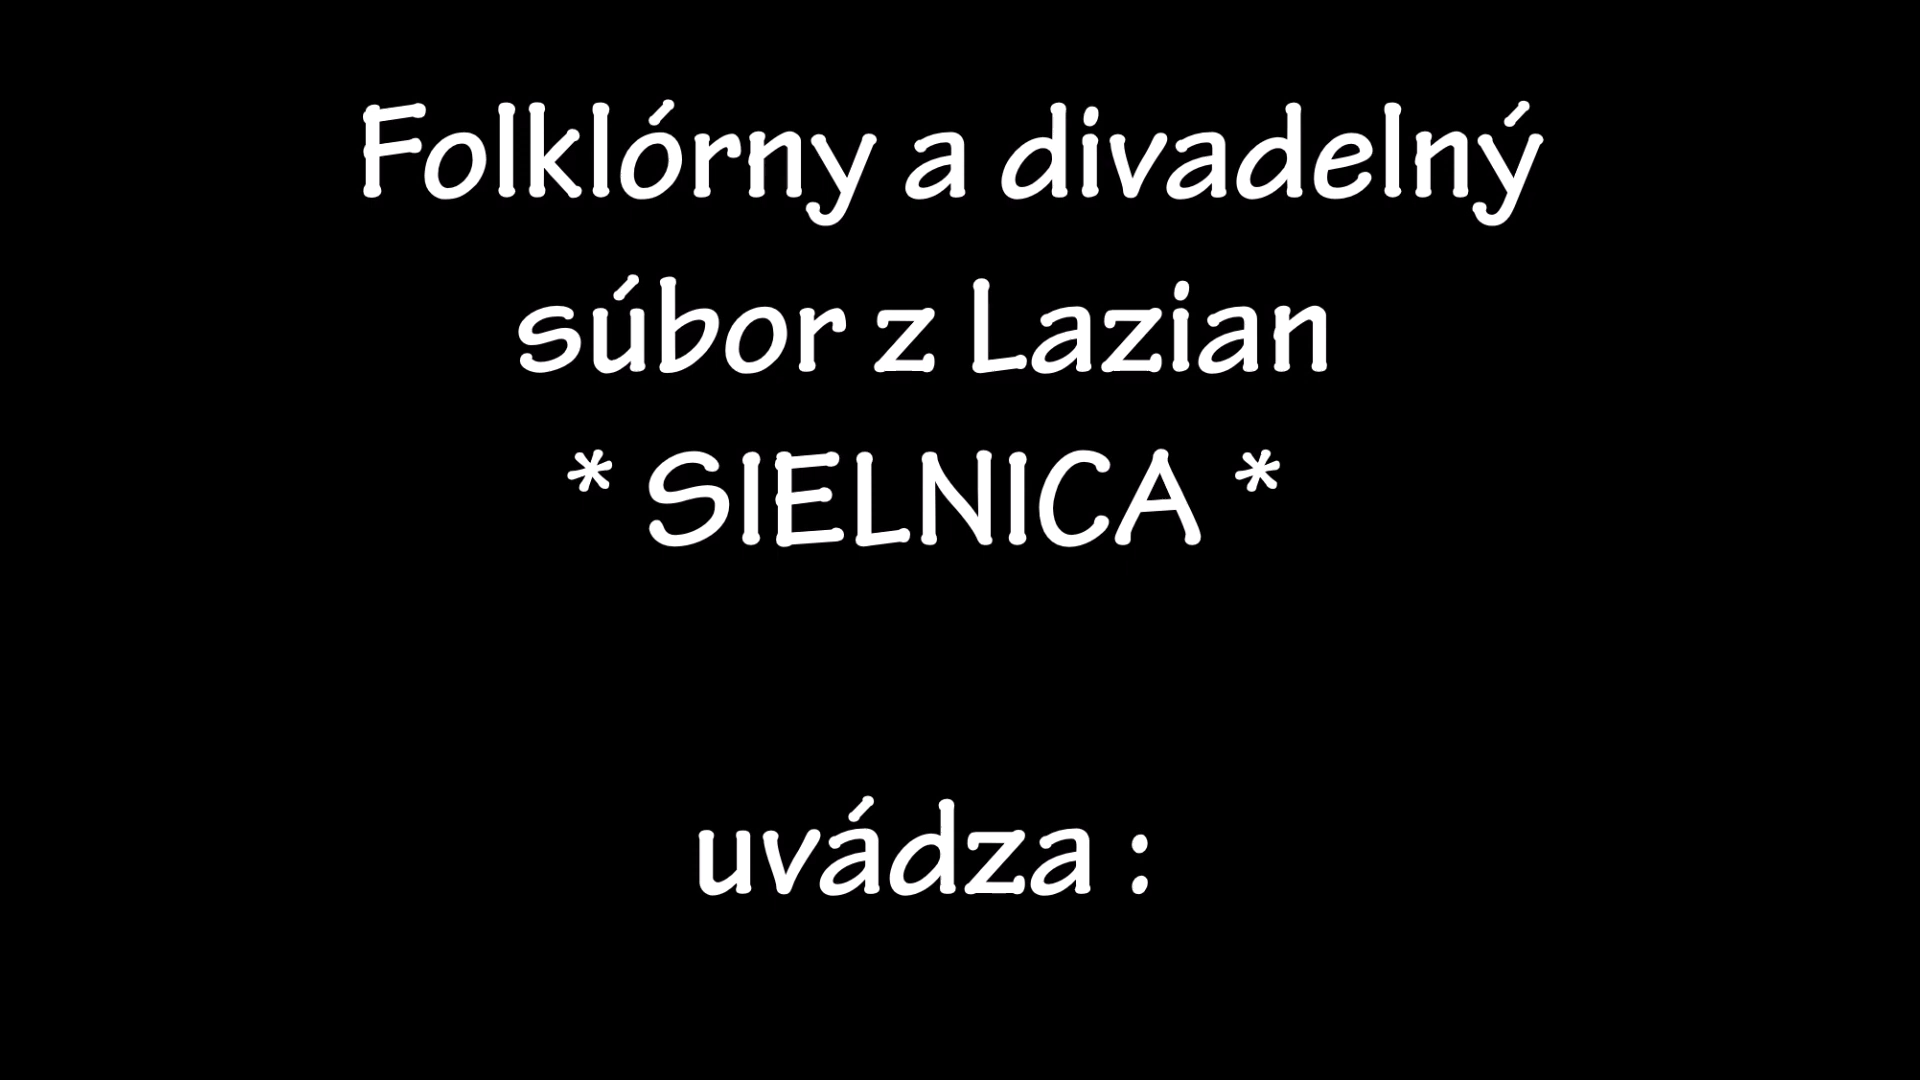 Folklórny a divadelný
súbor z Lazian
* SIELNICA *
uvádza :